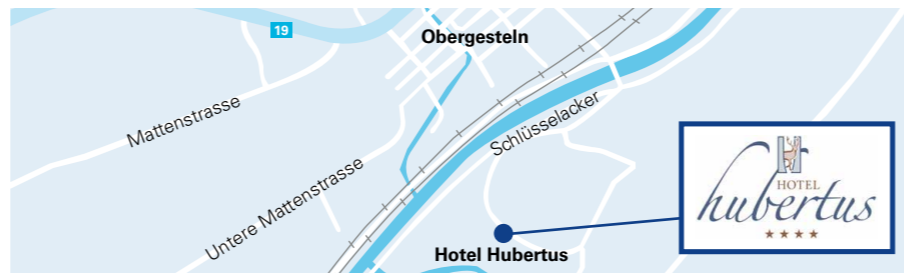 19
Obergesteln
Mattenstrasse
Schlüsselacker
Untere Mattenstrasse
HOTEL
hubertus
Hotel Hubertus